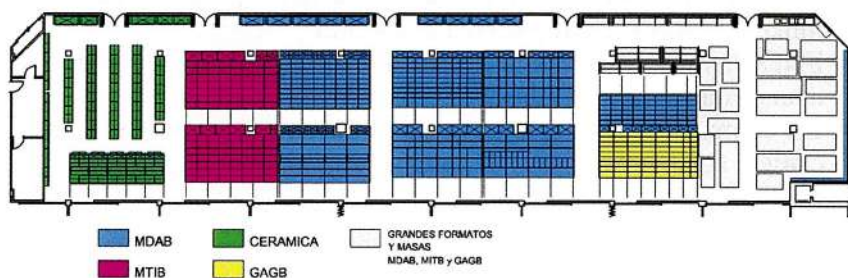 MDAB
CERAMICA
GRANDES FORMATOS
Y MASAS
MDAB, MITB y GAGB
MTIB
GAGB